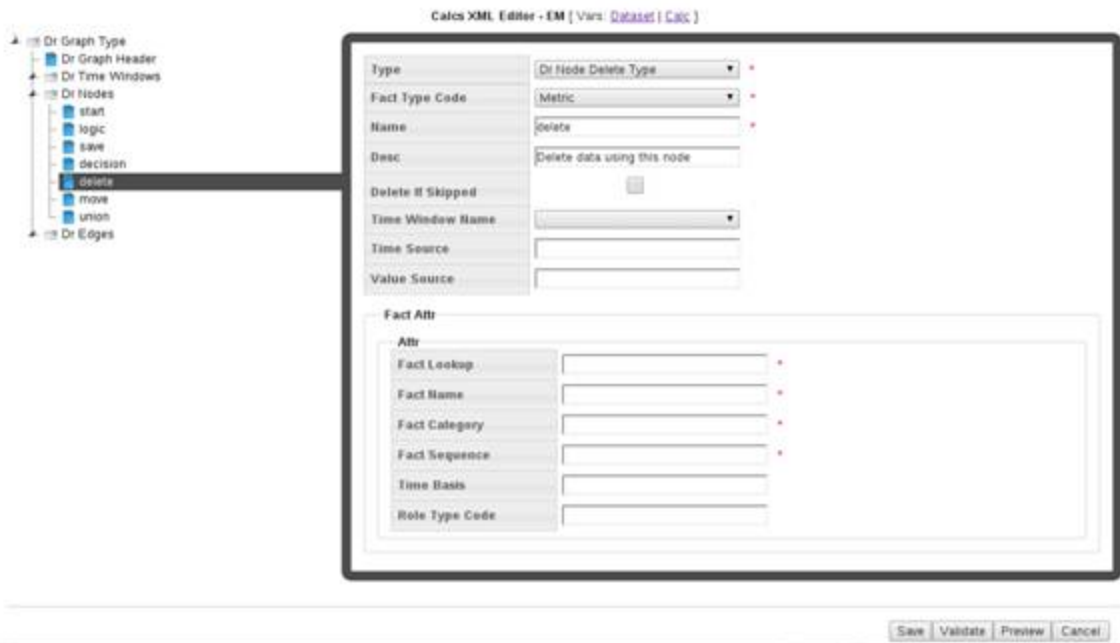 Calcs XML Editor - EM [ Vars: Dataset | Calc ]
Dr Graph Type
Dr Graph Header
Dr Time Windows
Dr Nodes
start
logic
save
decision
delete
move
union
Dr Edges
Type Dr Node Delete Type *
Fact Type Code Metric *
Name delete *
Desc Delete data using this node
Delete If Skipped
Time Window Name
Time Source
Value Source
Fact Attr
Attr
Fact Lookup *
Fact Name *
Fact Category *
Fact Sequence *
Time Basis
Role Type Code
Save Validate Preview Cancel